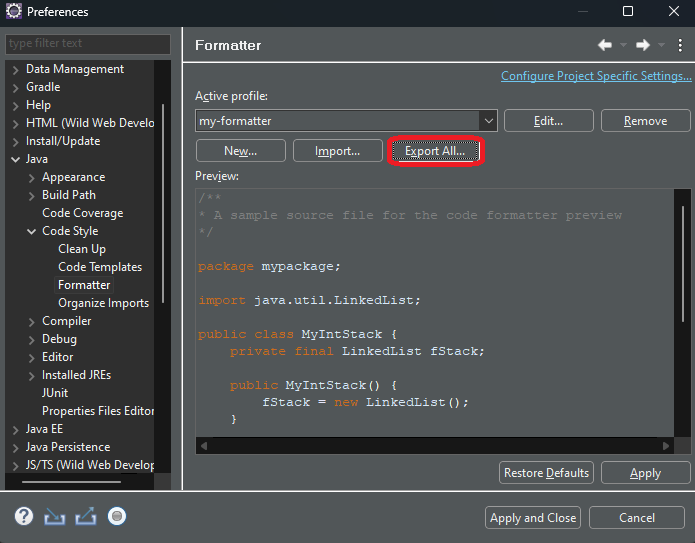 Preferences
type filter text
Data Management
Gradle
Help
HTML (Wild Web Develo
Install/Update
Java
Appearance
Build Path
Code Coverage
Code Style
Clean Up
Code Templates
Formatter
Organize Imports
Compiler
Debug
Editor
Installed JREs
JUnit
Properties Files Editor
Java EE
Java Persistence
JS/TS (Wild Web Develop
Formatter
Configure Project Specific Settings...
Active profile:
my-formatter
Edit...
Remove
New...
Import...
Export All...
Preview:
/**
* A sample source file for the code formatter preview
*/
package mypackage;
import java.util.LinkedList;
public class MyIntStack {
private final LinkedList fStack;
public MyIntStack() {
fStack = new LinkedList();
}
Restore Defaults
Apply
?
Apply and Close
Cancel